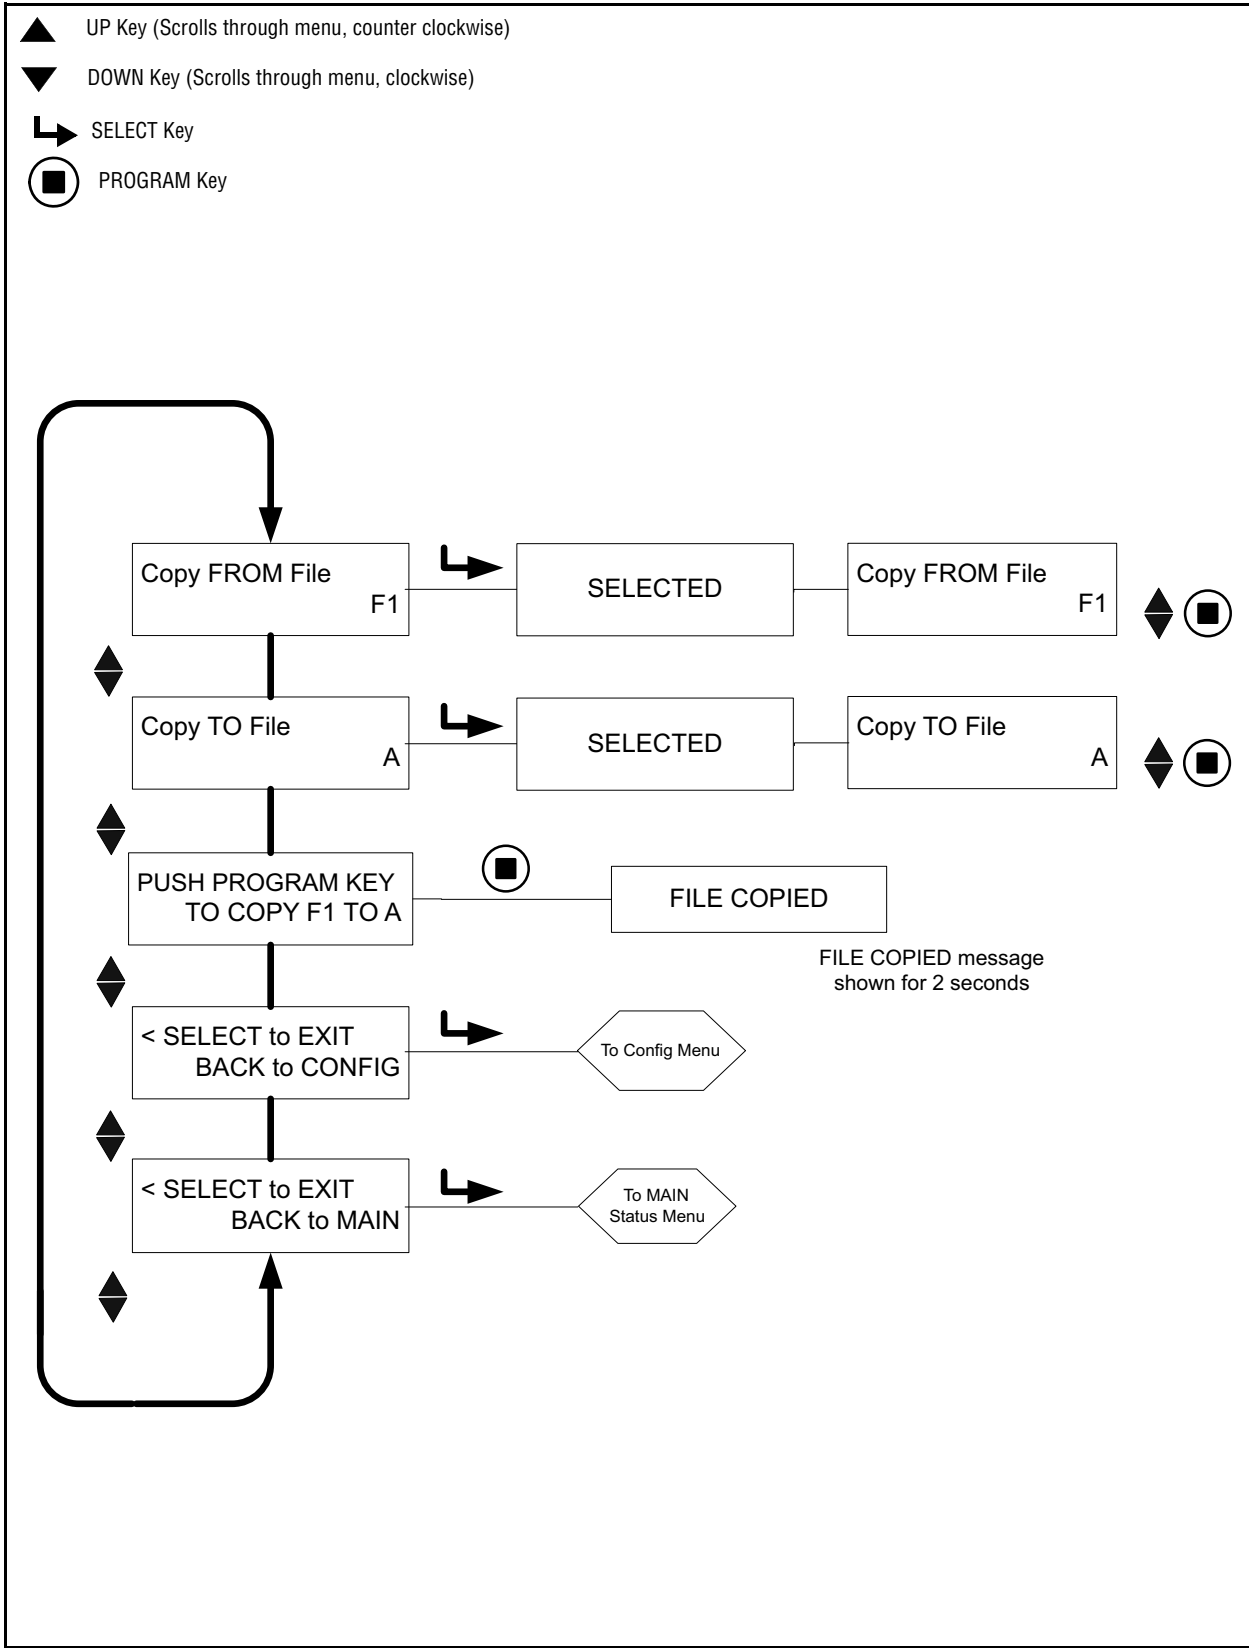 UP Key (Scrolls through menu, counter clockwise)
DOWN Key (Scrolls through menu, clockwise)
SELECT Key
PROGRAM Key
Copy FROM File
F1
SELECTED
Copy FROM File
F1
Copy TO File
A
SELECTED
Copy TO File
A
PUSH PROGRAM KEY
TO COPY F1 TO A
FILE COPIED
FILE COPIED message
shown for 2 seconds
< SELECT to EXIT
BACK to CONFIG
To Config Menu
< SELECT to EXIT
BACK to MAIN
To MAIN
Status Menu